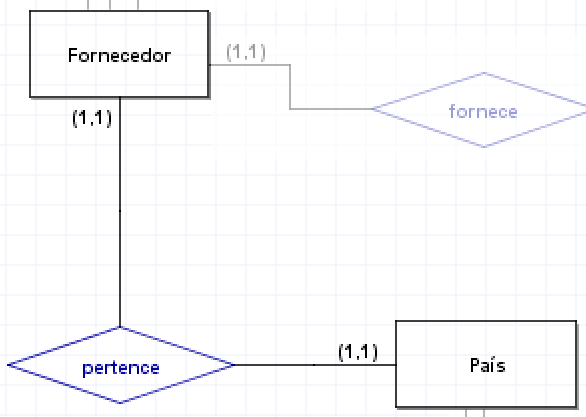 Fornecedor
(1,1)
fornece
(1,1)
pertence
(1,1)
País